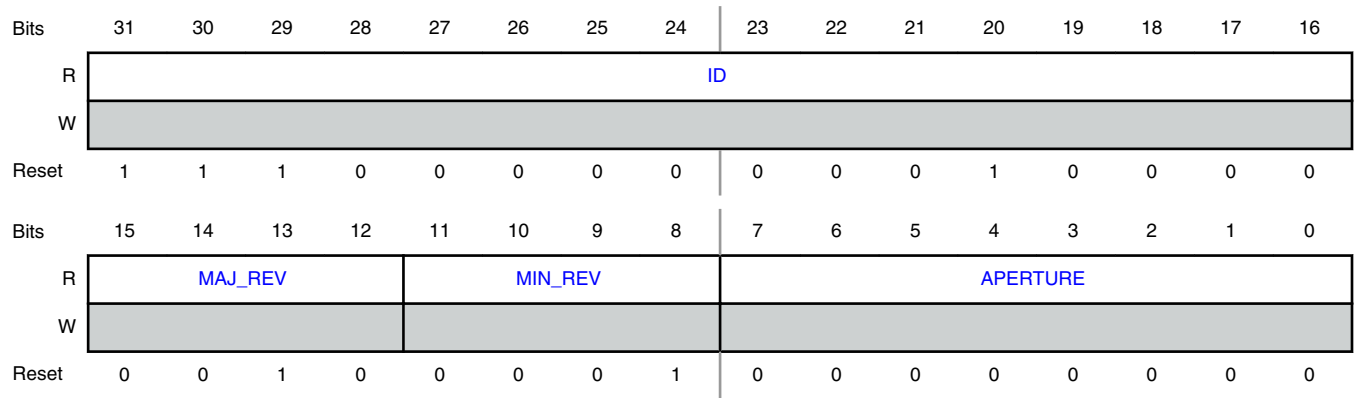 Bits 31 30 29 28 27 26 25 24 23 22 21 20 19 18 17 16
R ID
W
Reset 1 1 1 0 0 0 0 0 0 0 0 1 0 0 0 0
Bits 15 14 13 12 11 10 9 8 7 6 5 4 3 2 1 0
R MAJ_REV MIN_REV APERTURE
W
Reset 0 0 1 0 0 0 0 1 0 0 0 0 0 0 0 0